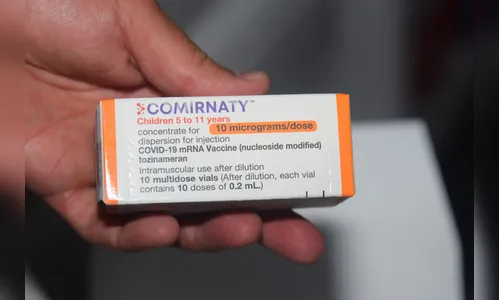 COMIRNATY™
Children 5 to 11 years
concentrate for 10 micrograms/dose
dispersion for injection
COVID-19 mRNA Vaccine (nucleoside modified)
tozinameran
Intramuscular use after dilution
10 multidose vials (After dilution, each vial
contains 10 doses of 0.2 mL.)